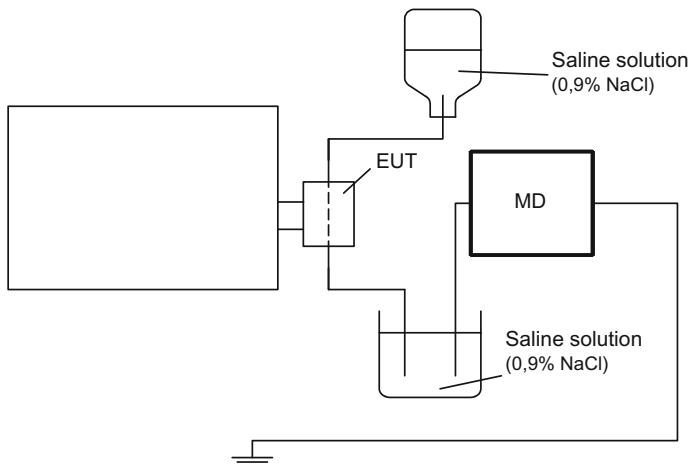 Saline solution
(0,9% NaCl)
EUT
MD
Saline solution
(0,9% NaCl)